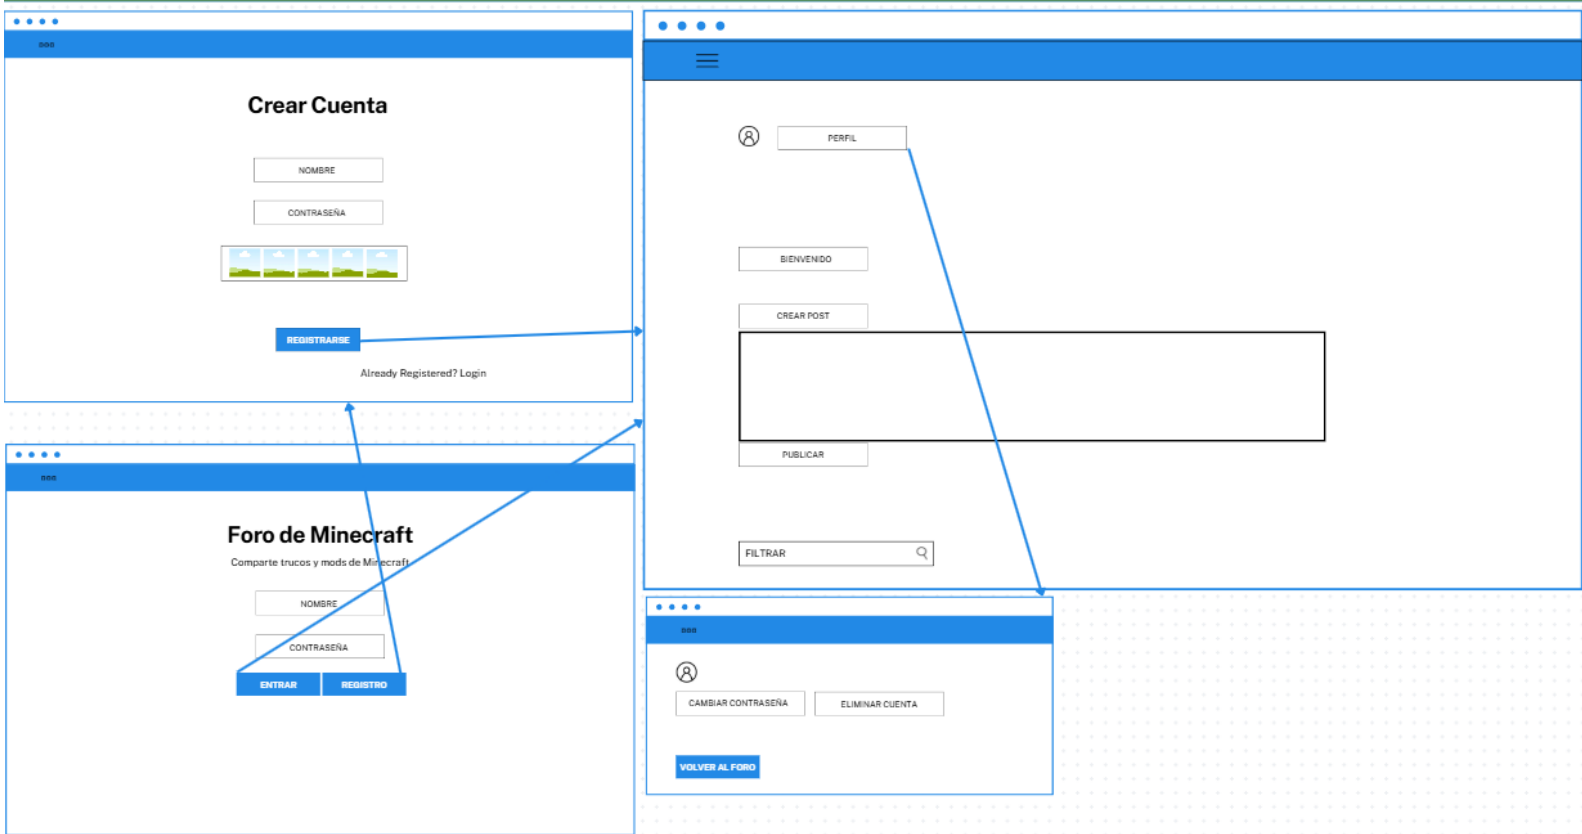 Crear Cuenta
NOMBRE
CONTRASEÑA
REGISTRARSE
Already Registered? Login
Foro de Minecraft
Comparte trucos y mods de Minecraft
NOMBRE
CONTRASEÑA
ENTRAR
REGISTRO
PERFIL
BIENVENIDO
CREAR POST
PUBLICAR
FILTRAR
CAMBIAR CONTRASEÑA
ELIMINAR CUENTA
VOLVER AL FORO